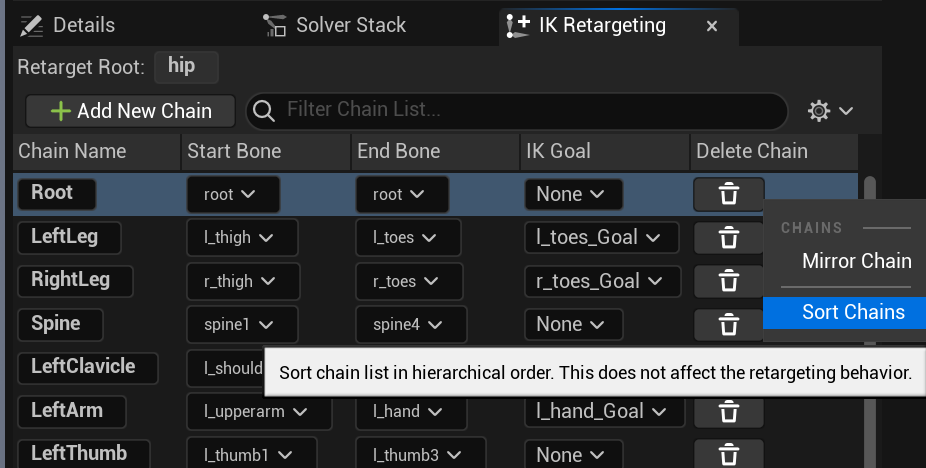 Details Solver Stack IK Retargeting
Retarget Root: hip
Add New Chain Filter Chain List...
Chain Name Start Bone End Bone IK Goal Delete Chain
Root root root None
CHAINS
LeftLeg l_thigh l_toes l_toes_Goal
Mirror Chain
RightLeg r_thigh r_toes r_toes_Goal
Sort Chains
Spine spine1 spine4 None
LeftClavicle l_should
Sort chain list in hierarchical order. This does not affect the retargeting behavior.
LeftArm l_upperarm l_hand l_hand_Goal
LeftThumb l_thumb1 l_thumb3 None